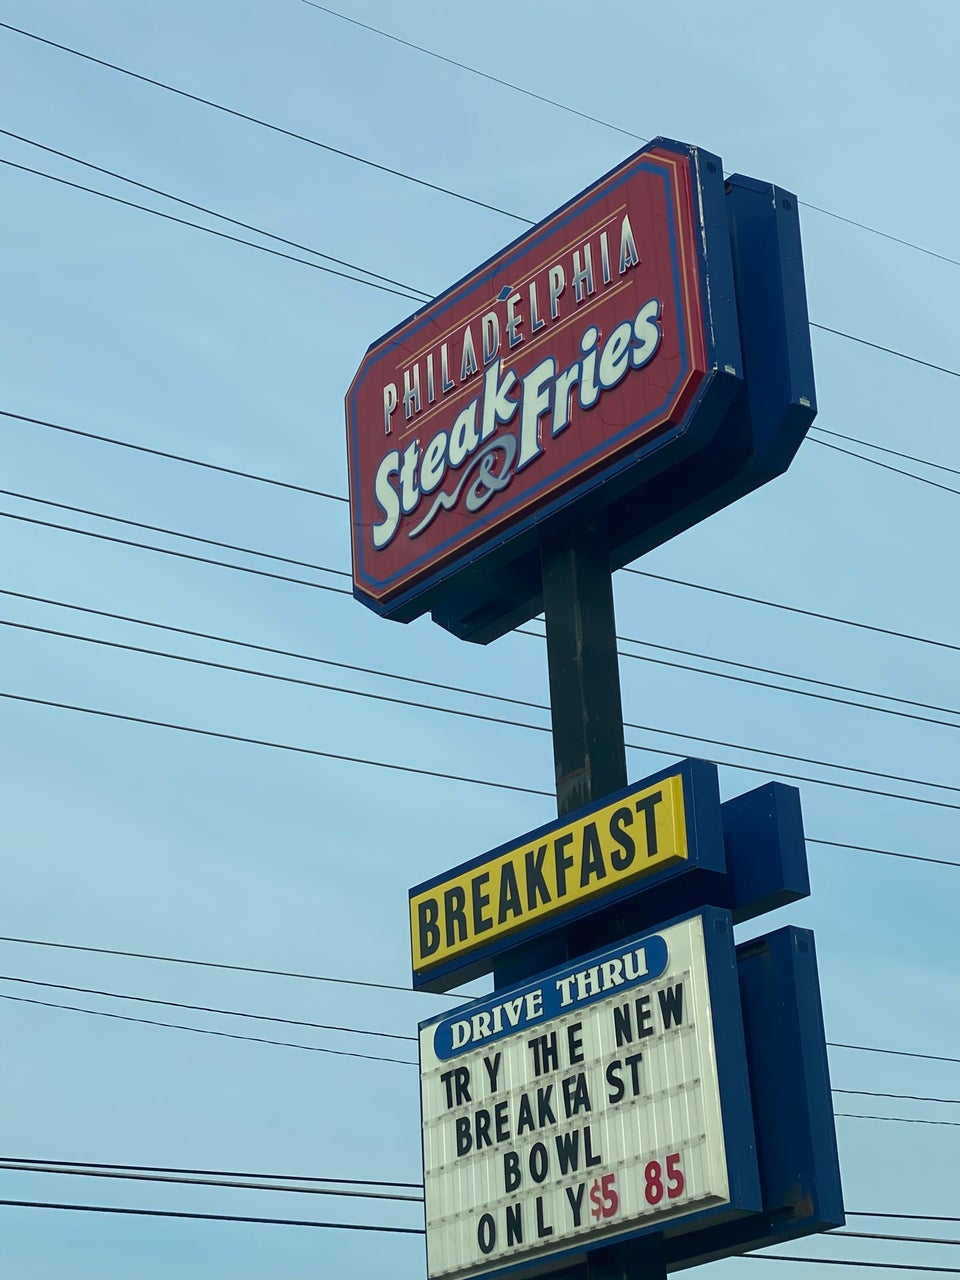 PHILADELPHIA
Steak & Fries
BREAKFAST
DRIVE THRU
TRY THE NEW
BREAKFAST
BOWL
ONLY $5 85